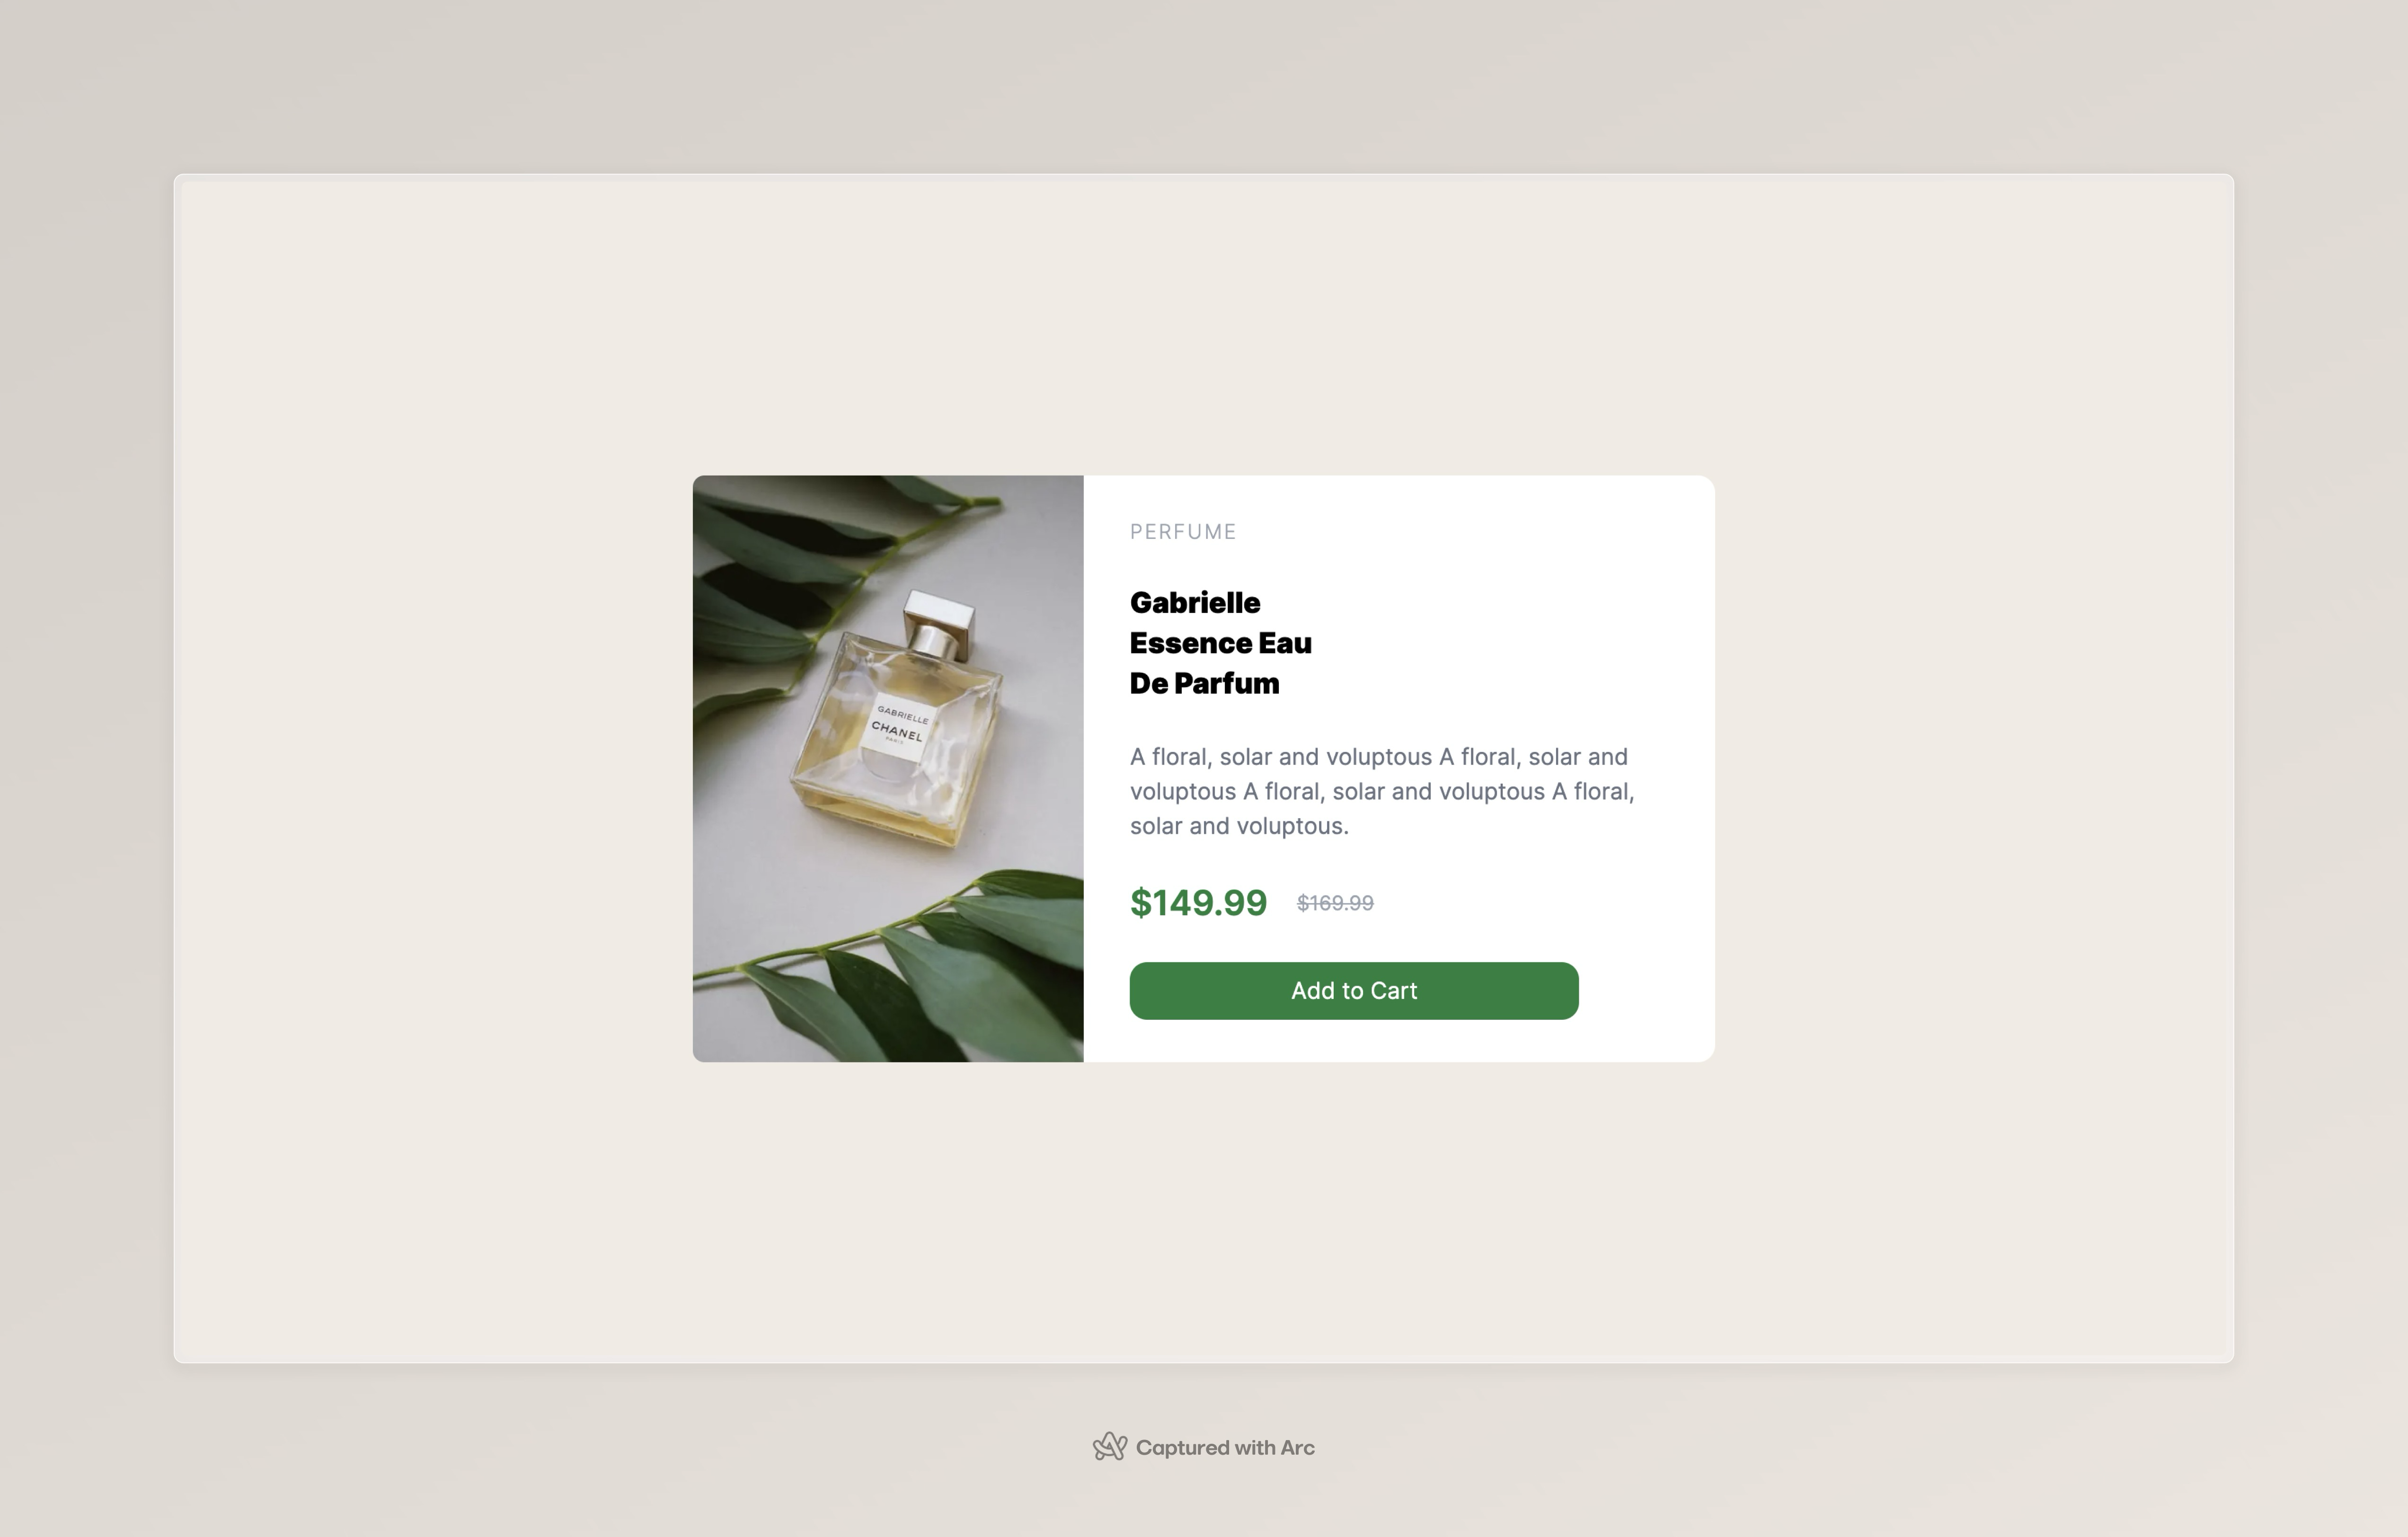 GABRIELLE
CHANEL
PARIS
PERFUME
Gabrielle
Essence Eau
De Parfum
A floral, solar and voluptous A floral, solar and
voluptous A floral, solar and voluptous A floral,
solar and voluptous.
$149.99 $169.99
Add to Cart
Captured with Arc